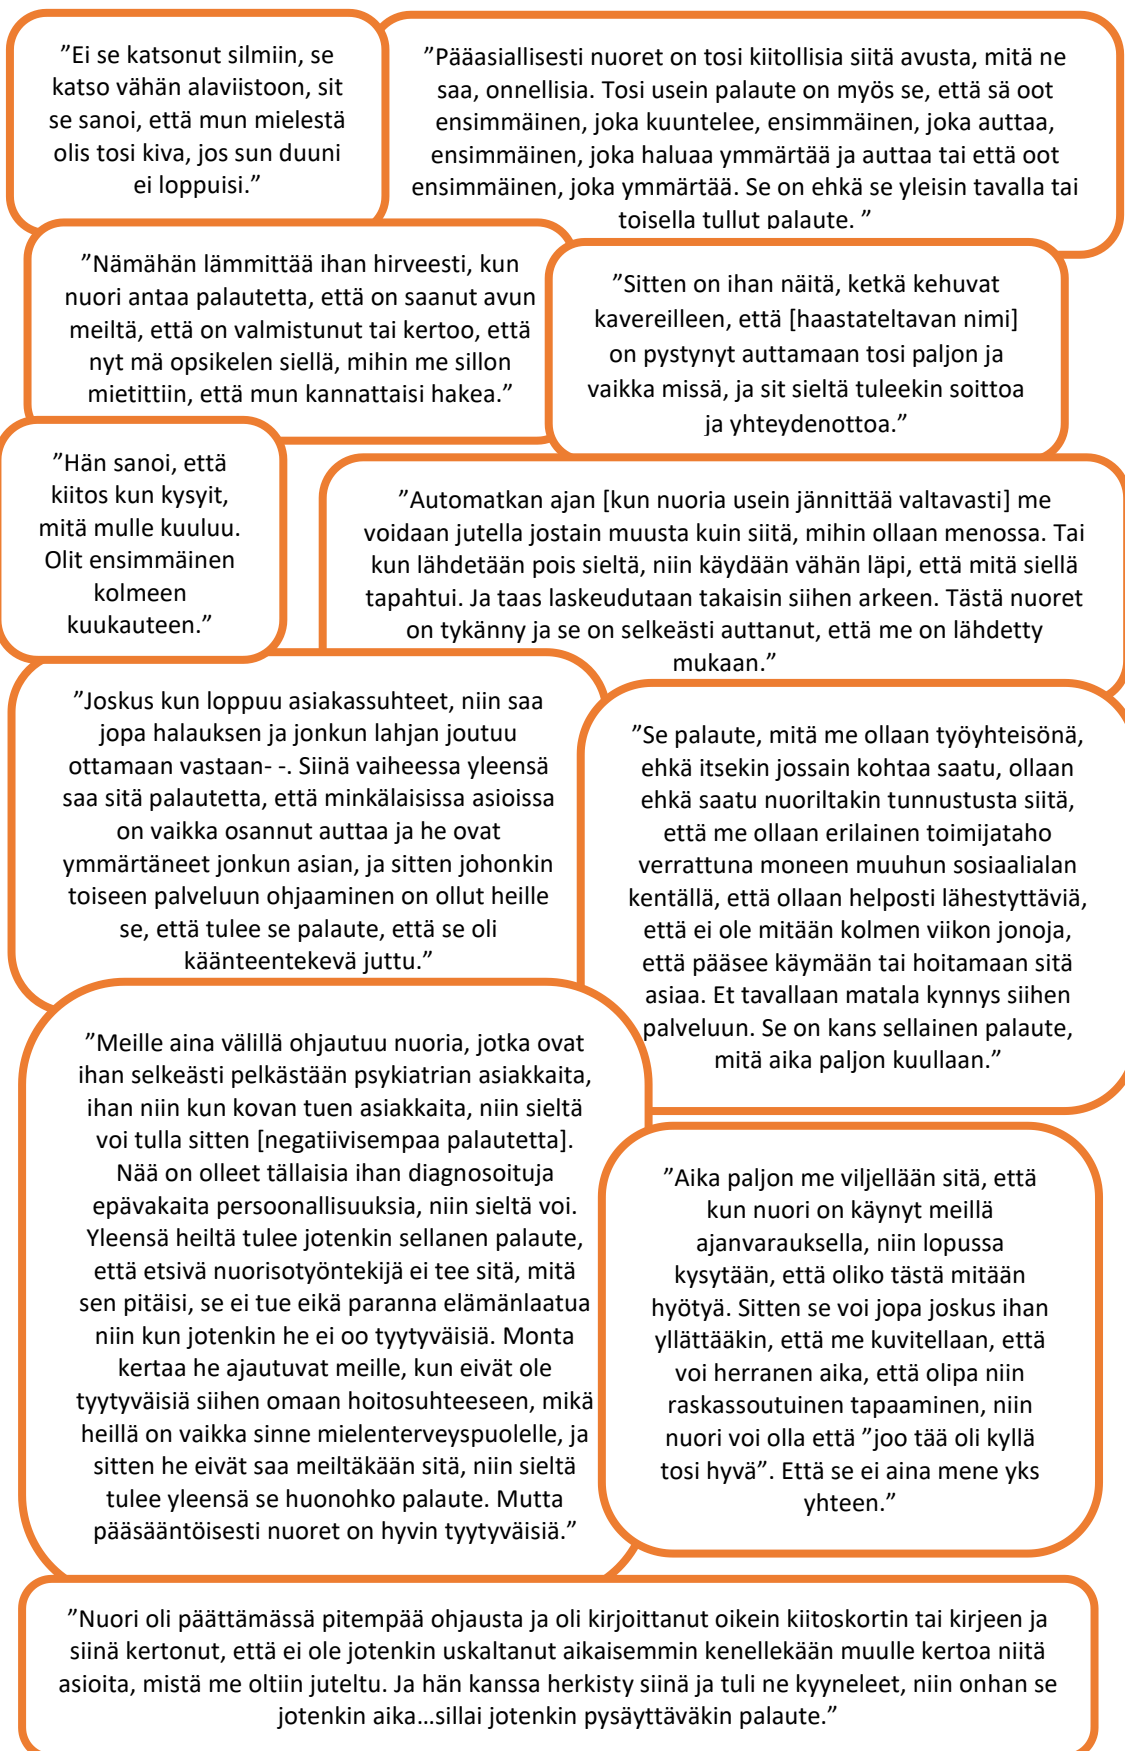 ”Ei se katsonut silmiin, se
katso vähän alaviistoon, sit
se sanoi, että mun mielestä
olis tosi kiva, jos sun duuni
ei loppuisi.”
”Pääasiallisesti nuoret on tosi kiitollisia siitä avusta, mitä ne
saa, onnellisia. Tosi usein palaute on myös se, että sä oot
ensimmäinen, joka kuuntelee, ensimmäinen, joka auttaa,
ensimmäinen, joka haluaa ymmärtää ja auttaa tai että oot
ensimmäinen, joka ymmärtää. Se on ehkä se yleisin tavalla tai
toisella tullut palaute. ”
”Nämähän lämmittää ihan hirveesti, kun
nuori antaa palautetta, että on saanut avun
meiltä, että on valmistunut tai kertoo, että
nyt mä opsikelen siellä, mihin me sillon
mietittiin, että mun kannattaisi hakea.”
”Sitten on ihan näitä, ketkä kehuvat
kavereilleen, että [haastateltavan nimi]
on pystynyt auttamaan tosi paljon ja
vaikka missä, ja sit sieltä tuleekin soittoa
ja yhteydenottoa.”
”Hän sanoi, että
kiitos kun kysyit,
mitä mulle kuuluu.
Olit ensimmäinen
kolmeen
kuukauteen.”
”Automatkan ajan [kun nuoria usein jännittää valtavasti] me
voidaan jutella jostain muusta kuin siitä, mihin ollaan menossa. Tai
kun lähdetään pois sieltä, niin käydään vähän läpi, että mitä siellä
tapahtui. Ja taas laskeudutaan takaisin siihen arkeen. Tästä nuoret
on tykänny ja se on selkeästi auttanut, että me on lähdetty
mukaan.”
”Joskus kun loppuu asiakassuhteet, niin saa
jopa halauksen ja jonkun lahjan joutuu
ottamaan vastaan- -. Siinä vaiheessa yleensä
saa sitä palautetta, että minkälaisissa asioissa
on vaikka osannut auttaa ja he ovat
ymmärtäneet jonkun asian, ja sitten johonkin
toiseen palveluun ohjaaminen on ollut heille
se, että tulee se palaute, että se oli
käänteentekevä juttu.”
”Se palaute, mitä me ollaan työyhteisönä,
ehkä itsekin jossain kohtaa saatu, ollaan
ehkä saatu nuoriltakin tunnustusta siitä,
että me ollaan erilainen toimijataho
verrattuna moneen muuhun sosiaalialan
kentällä, että ollaan helposti lähestyttäviä,
että ei ole mitään kolmen viikon jonoja,
että pääsee käymään tai hoitamaan sitä
asiaa. Et tavallaan matala kynnys siihen
palveluun. Se on kans sellainen palaute,
mitä aika paljon kuullaan.”
”Meille aina välillä ohjautuu nuoria, jotka ovat
ihan selkeästi pelkästään psykiatrian asiakkaita,
ihan niin kun kovan tuen asiakkaita, niin sieltä
voi tulla sitten [negatiivisempaa palautetta].
Nää on olleet tällaisia ihan diagnosoituja
epävakaita persoonallisuuksia, niin sieltä voi.
Yleensä heiltä tulee jotenkin sellanen palaute,
että etsivä nuorisotyöntekijä ei tee sitä, mitä
sen pitäisi, se ei tue eikä paranna elämänlaatua
niin kun jotenkin he ei oo tyytyväisiä. Monta
kertaa he ajautuvat meille, kun eivät ole
tyytyväisiä siihen omaan hoitosuhteeseen, mikä
heillä on vaikka sinne mielenterveyspuolelle, ja
sitten he eivät saa meiltäkään sitä, niin sieltä
tulee yleensä se huonohko palaute. Mutta
pääsääntöisesti nuoret on hyvin tyytyväisiä.”
”Aika paljon me viljellään sitä, että
kun nuori on käynyt meillä
ajanvarauksella, niin lopussa
kysytään, että oliko tästä mitään
hyötyä. Sitten se voi jopa joskus ihan
yllättääkin, että me kuvitellaan, että
voi herranen aika, että olipa niin
raskassoutuinen tapaaminen, niin
nuori voi olla että ”joo tää oli kyllä
tosi hyvä”. Että se ei aina mene yks
yhteen.”
”Nuori oli päättämässä pitempää ohjausta ja oli kirjoittanut oikein kiitoskortin tai kirjeen ja
siinä kertonut, että ei ole jotenkin uskaltanut aikaisemmin kenellekään muulle kertoa niitä
asioita, mistä me oltiin juteltu. Ja hän kanssa herkisty siinä ja tuli ne kyyneleet, niin onhan se
jotenkin aika…sillai jotenkin pysäyttäväkin palaute.”